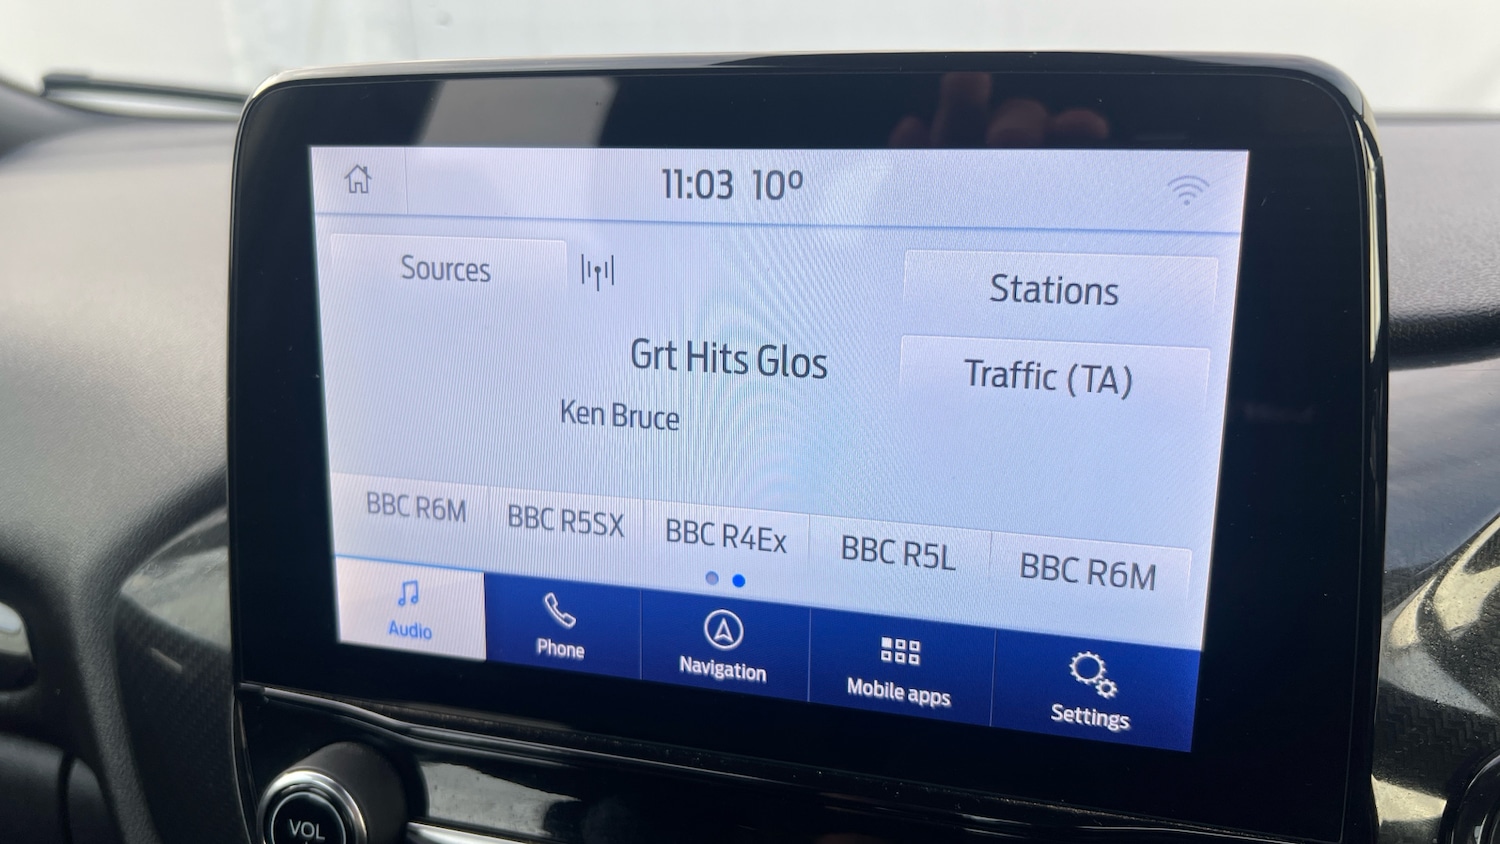 11:03 10º
Sources
Stations
Grt Hits Glos
Traffic (TA)
Ken Bruce
BBC R6M
BBC R5SX
BBC R4Ex
BBC R5L
BBC R6M
Audio
Phone
Navigation
Mobile apps
Settings
VOL